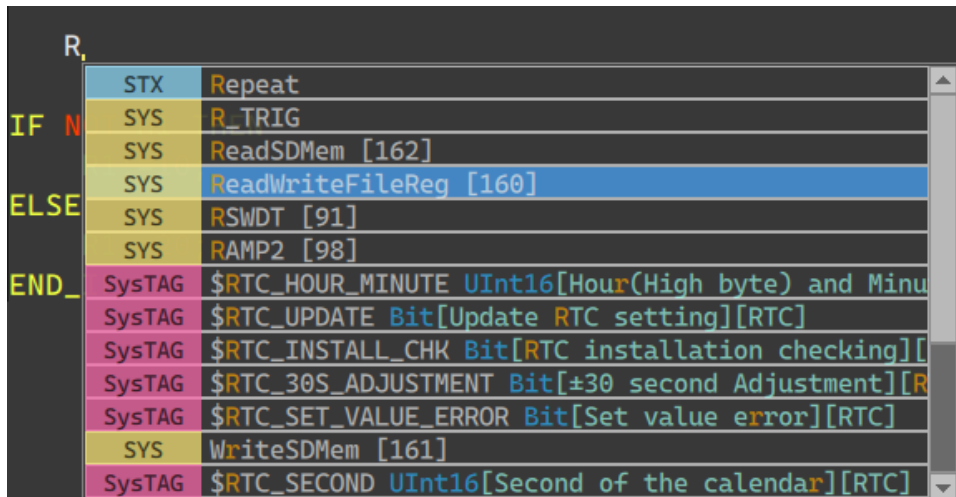 R
STX Repeat
SYS R_TRIG
IF N
SYS ReadSDMem [162]
SYS ReadWriteFileReg [160]
ELSE
SYS RSWDT [91]
SYS RAMP2 [98]
END_
SysTAG $RTC_HOUR_MINUTE UInt16[Hour(High byte) and Minu
SysTAG $RTC_UPDATE Bit[Update RTC setting][RTC]
SysTAG $RTC_INSTALL_CHK Bit[RTC installation checking][
SysTAG $RTC_30S_ADJUSTMENT Bit[±30 second Adjustment][R
SysTAG $RTC_SET_VALUE_ERROR Bit[Set value error][RTC]
SYS WriteSDMem [161]
SysTAG $RTC_SECOND UInt16[Second of the calendar][RTC]